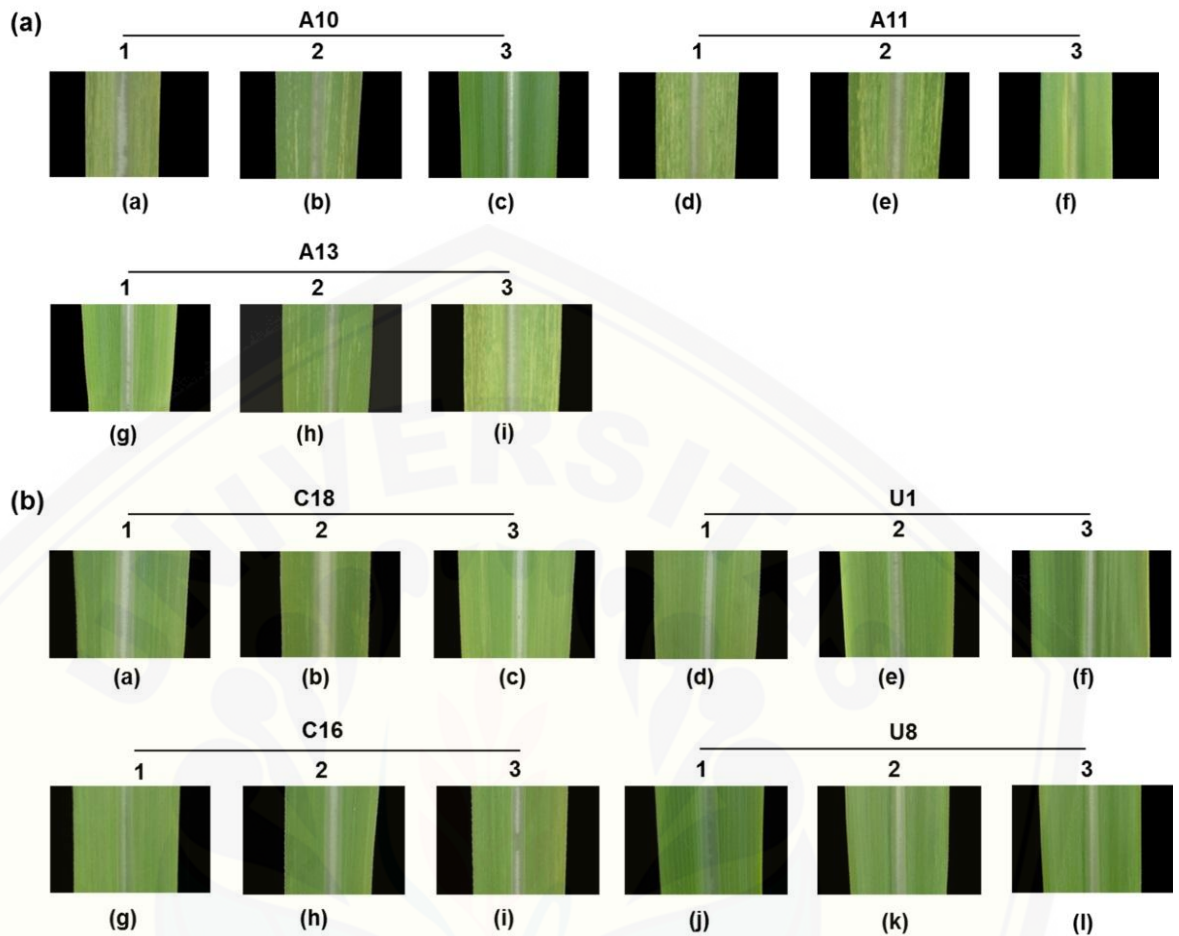 (a)
A10 A11
1 2 3 1 2 3
(a) (b) (c) (d) (e) (f)
A13
1 2 3
(g) (h) (i)
UNIVERSITAS
(b)
C18 U1
1 2 3 1 2 3
(a) (b) (c) (d) (e) (f)
C16 U8
1 2 3 1 2 3
(g) (h) (i) (j) (k) (l)